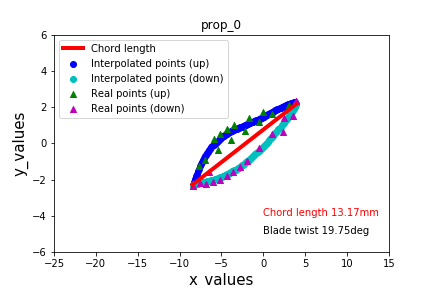 prop_0
6
4
2
0
−2
−4
−6
y_values
Chord length
Interpolated points (up)
Interpolated points (down)
Real points (up)
Real points (down)
Chord length 13.17mm
Blade twist 19.75deg
−25 −20 −15 −10 −5 0 5 10 15
x_values